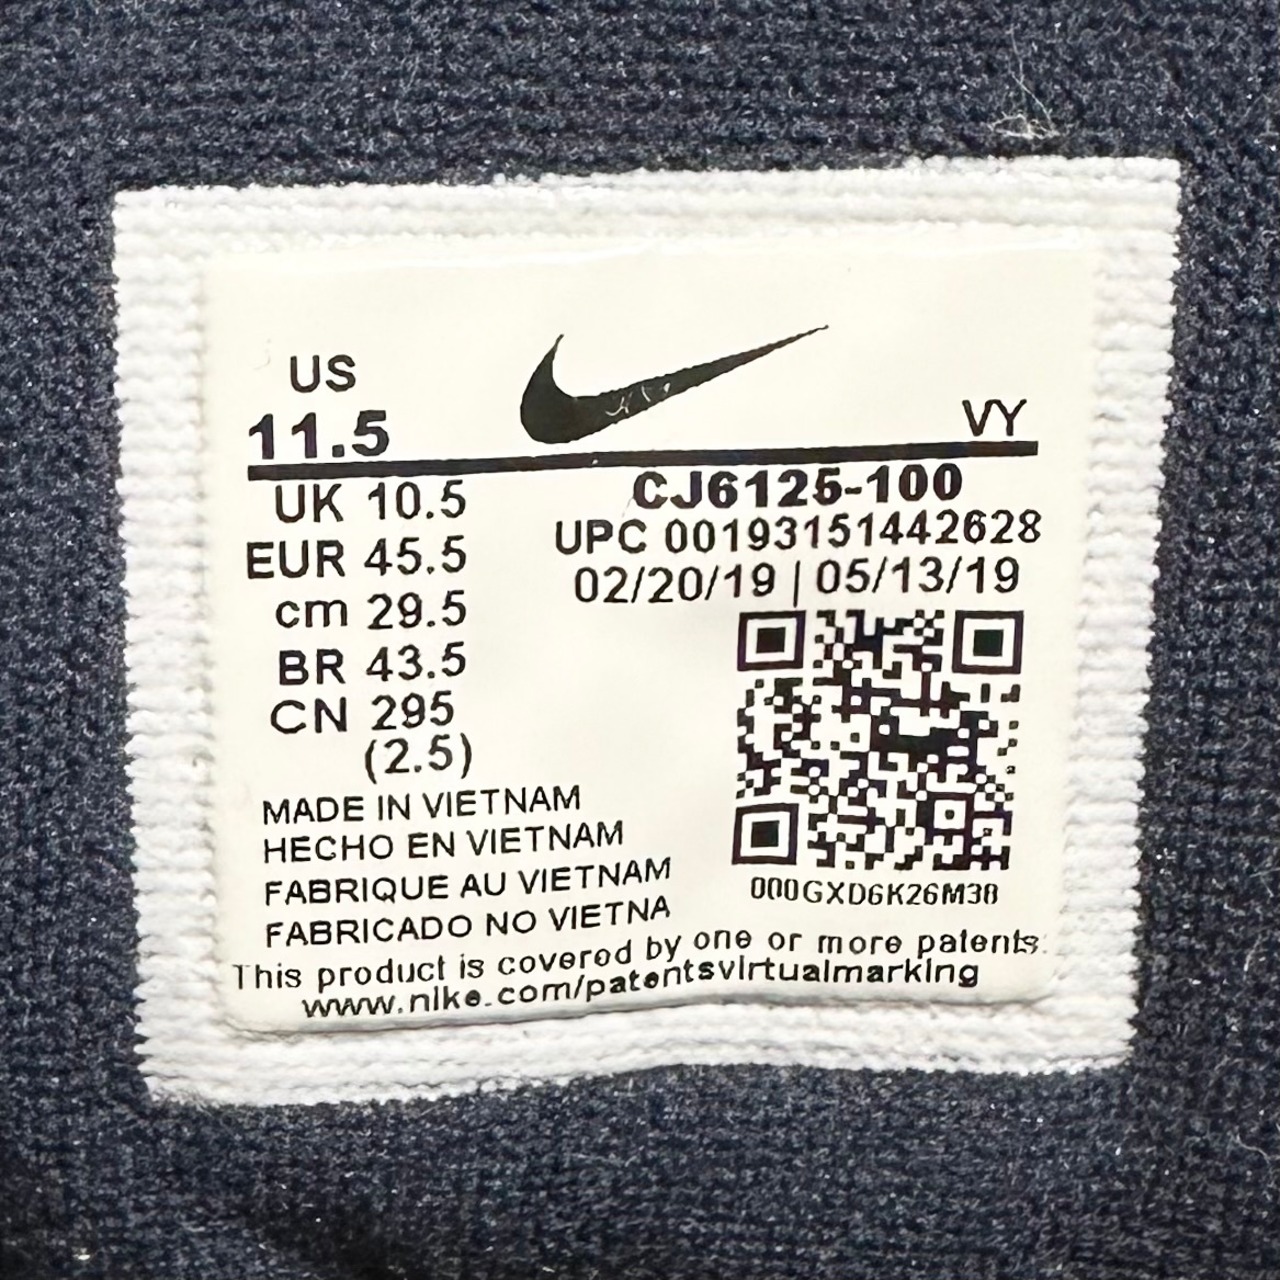 US
11.5
VY
UK 10.5
EUR 45.5
cm 29.5
BR 43.5
CN 295
(2.5)
CJ6125-100
UPC 00193151442628
02/20/19 | 05/13/19
000GXD6K26M38
MADE IN VIETNAM
HECHO EN VIETNAM
FABRIQUE AU VIETNAM
FABRICADO NO VIETNA
This product is covered by one or more patents.
www.nike.com/patentsvirtualmarking